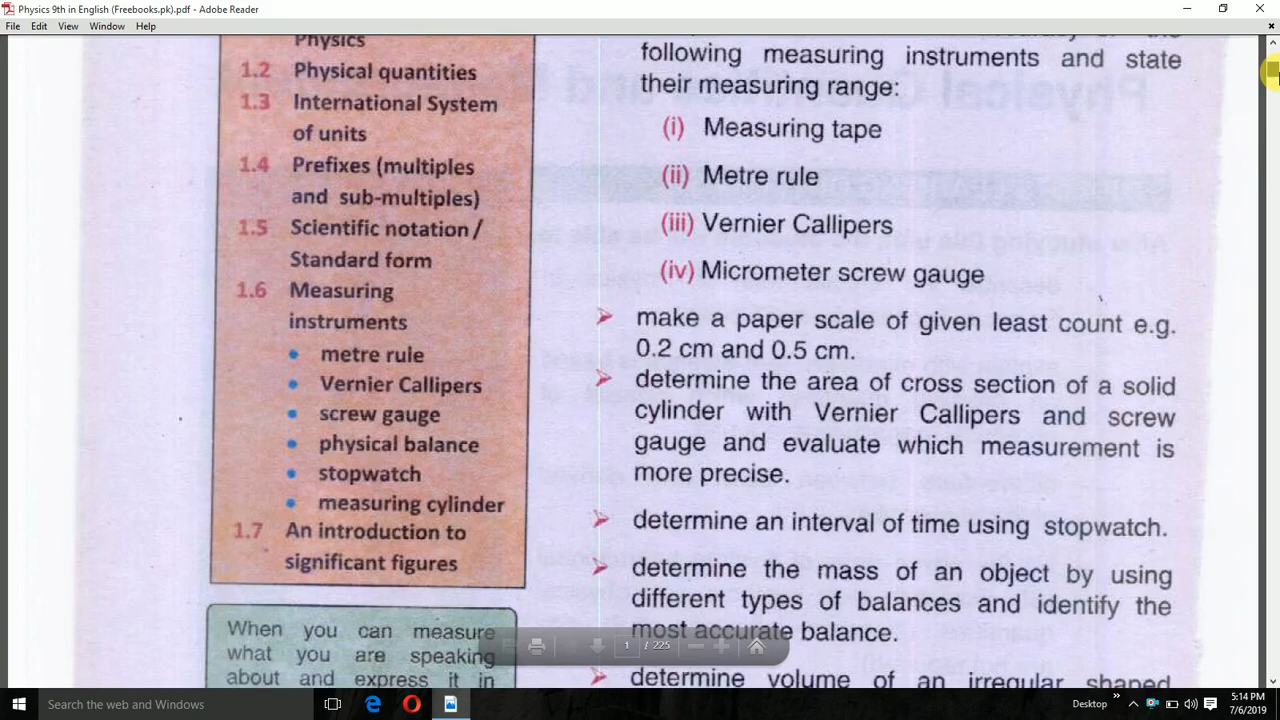 Physics 9th in English (Freebooks.pk).pdf - Adobe Reader
File Edit View Window Help
Physics
1.2 Physical quantities
1.3 International System
of units
1.4 Prefixes (multiples
and sub-multiples)
1.5 Scientific notation /
Standard form
1.6 Measuring
instruments
• metre rule
• Vernier Callipers
• screw gauge
• physical balance
• stopwatch
• measuring cylinder
1.7 An introduction to
significant figures
When you can measure
what you are speaking
about and express it in
following measuring instruments and state
their measuring range:
(i) Measuring tape
(ii) Metre rule
(iii) Vernier Callipers
(iv) Micrometer screw gauge
➢ make a paper scale of given least count e.g.
0.2 cm and 0.5 cm.
➢ determine the area of cross section of a solid
cylinder with Vernier Callipers and screw
gauge and evaluate which measurement is
more precise.
➢ determine an interval of time using stopwatch.
➢ determine the mass of an object by using
different types of balances and identify the
most accurate balance.
➢ determine volume of an irregular shaped
1 / 225
Search the web and Windows
Desktop
5:14 PM
7/6/2019